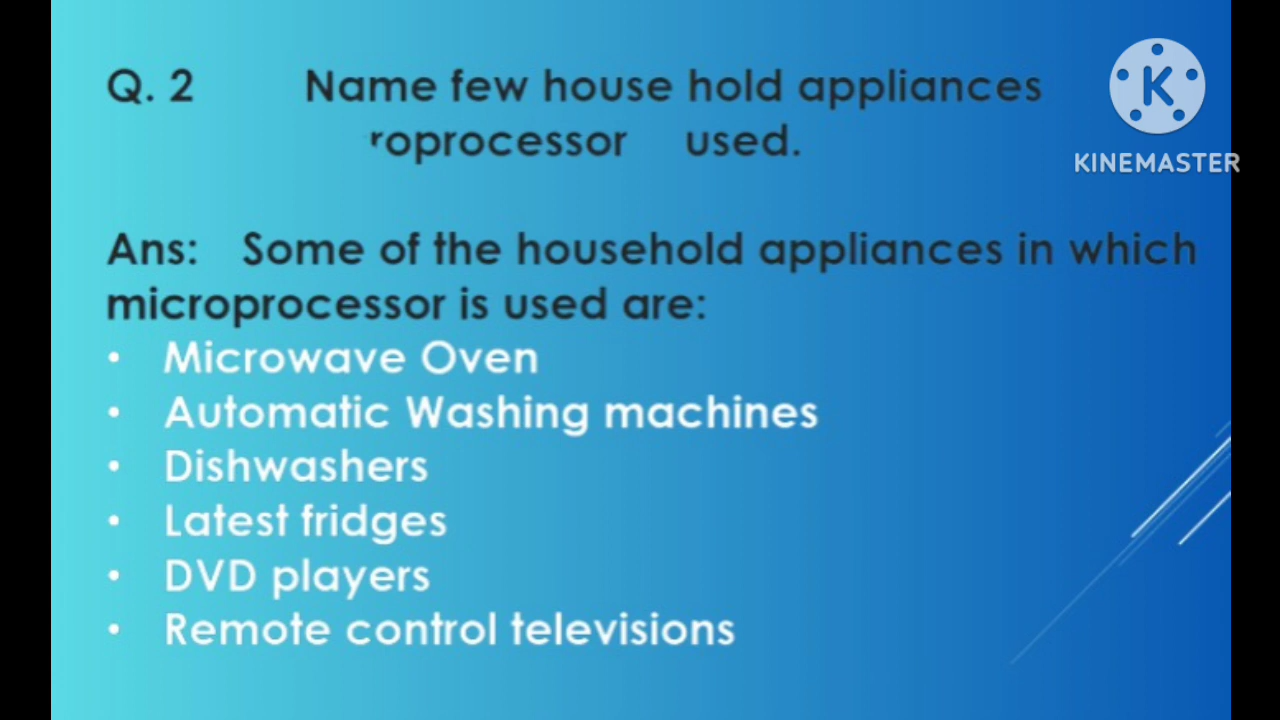 Q. 2 Name few house hold appliances
roprocessor used.
Ans: Some of the household appliances in which
microprocessor is used are:
• Microwave Oven
• Automatic Washing machines
• Dishwashers
• Latest fridges
• DVD players
• Remote control televisions
K
KINEMASTER